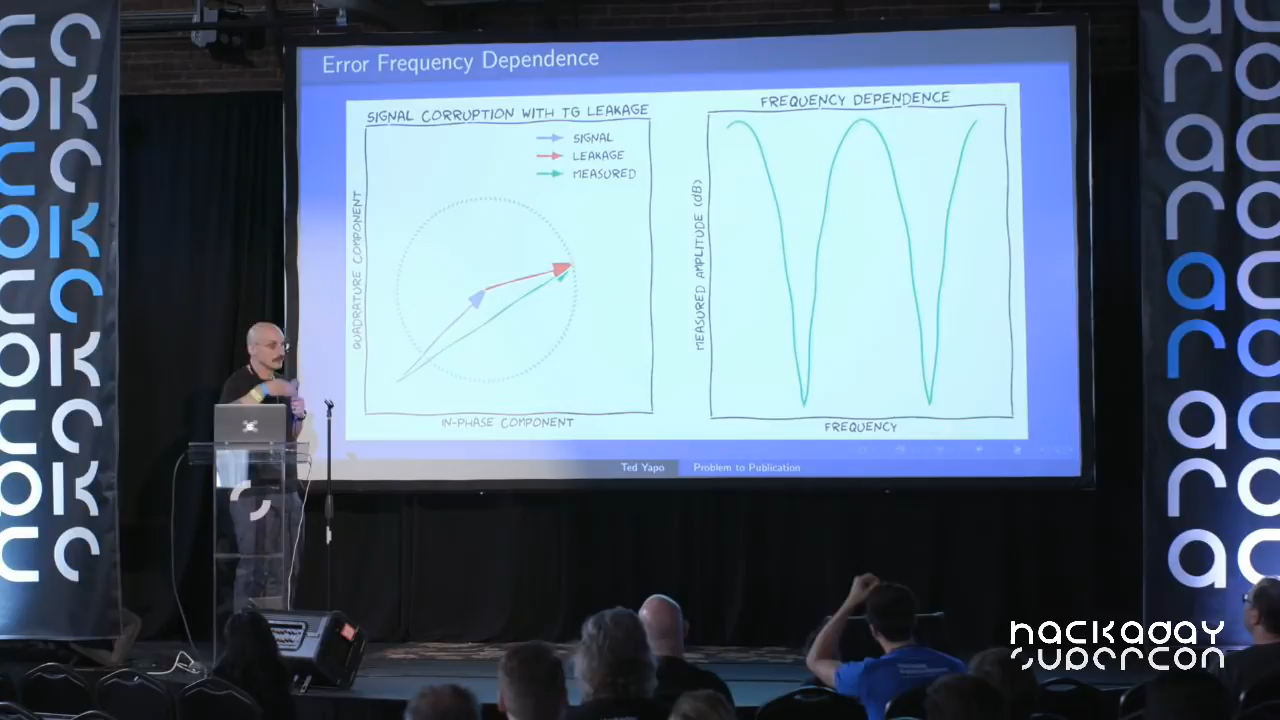 Error Frequency Dependence
SIGNAL CORRUPTION WITH TG LEAKAGE
SIGNAL
LEAKAGE
MEASURED
QUADRATURE COMPONENT
IN-PHASE COMPONENT
FREQUENCY DEPENDENCE
MEASURED AMPLITUDE (dB)
FREQUENCY
Ted Yapo
Problem to Publication
hackaday
supercon